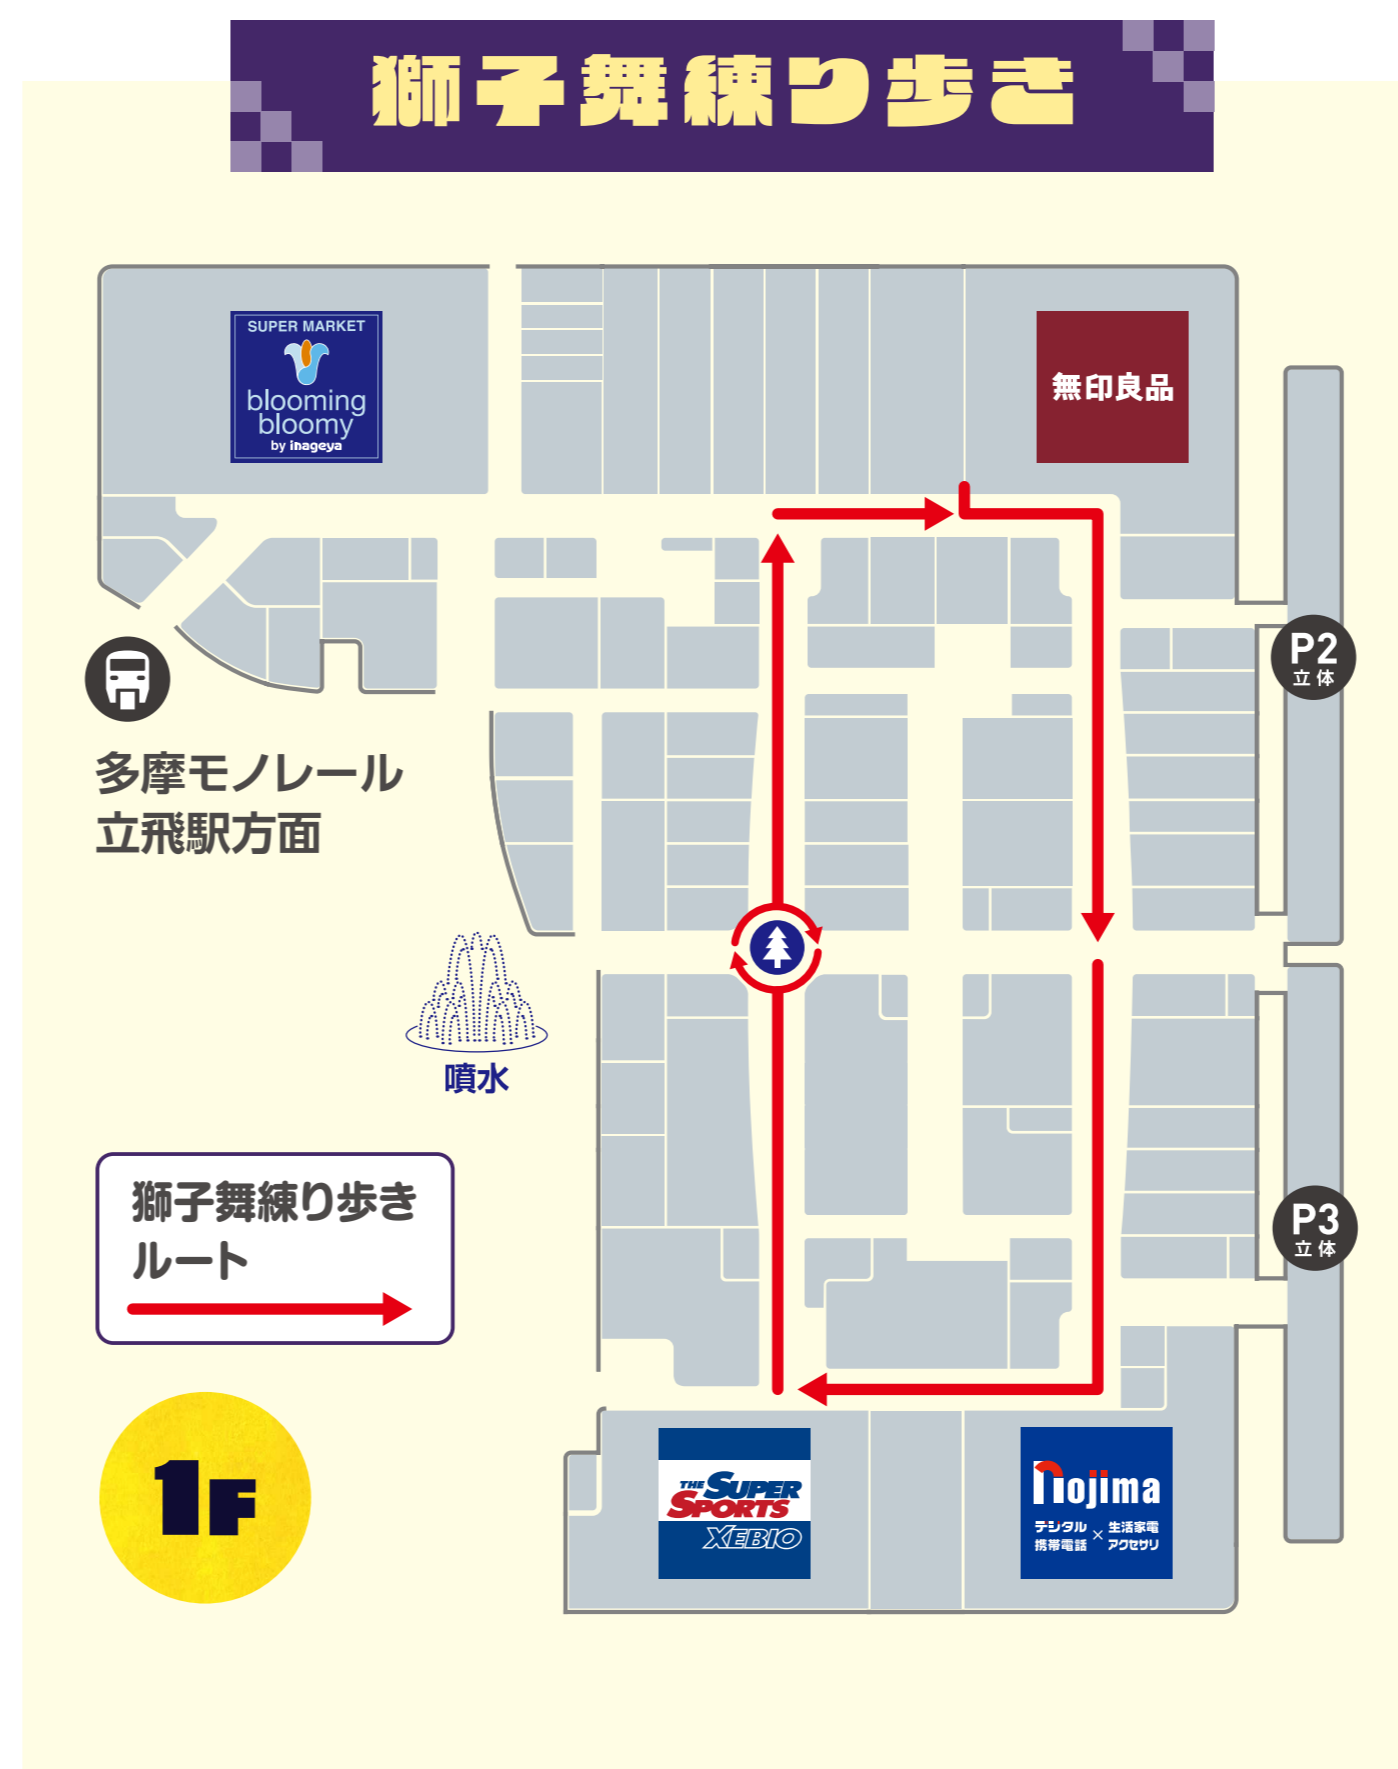 獅子舞練り歩き
SUPER MARKET
blooming
bloomy
by inageya
無印良品
P2
立体
多摩モノレール
立飛駅方面
噴水
獅子舞練り歩き
ルート
P3
立体
1F
THE SUPER
SPORTS
XEBIO
nojima
デジタル × 生活家電
携帯電話 アクセサリ